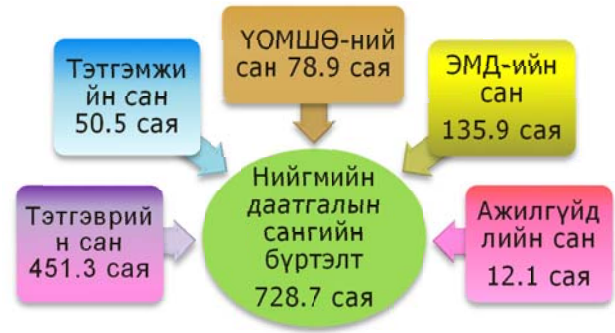 Тэтгэмжи
йн сан
50.5 сая
ҮОМШӨ-ний
сан 78.9 сая
ЭМД-ийн
сан
135.9 сая
Тэтгэврий
н сан
451.3 сая
Нийгмийн
даатгалын
сангийн
бүртэлт
728.7 сая
Ажилгүйд
лийн сан
12.1 сая